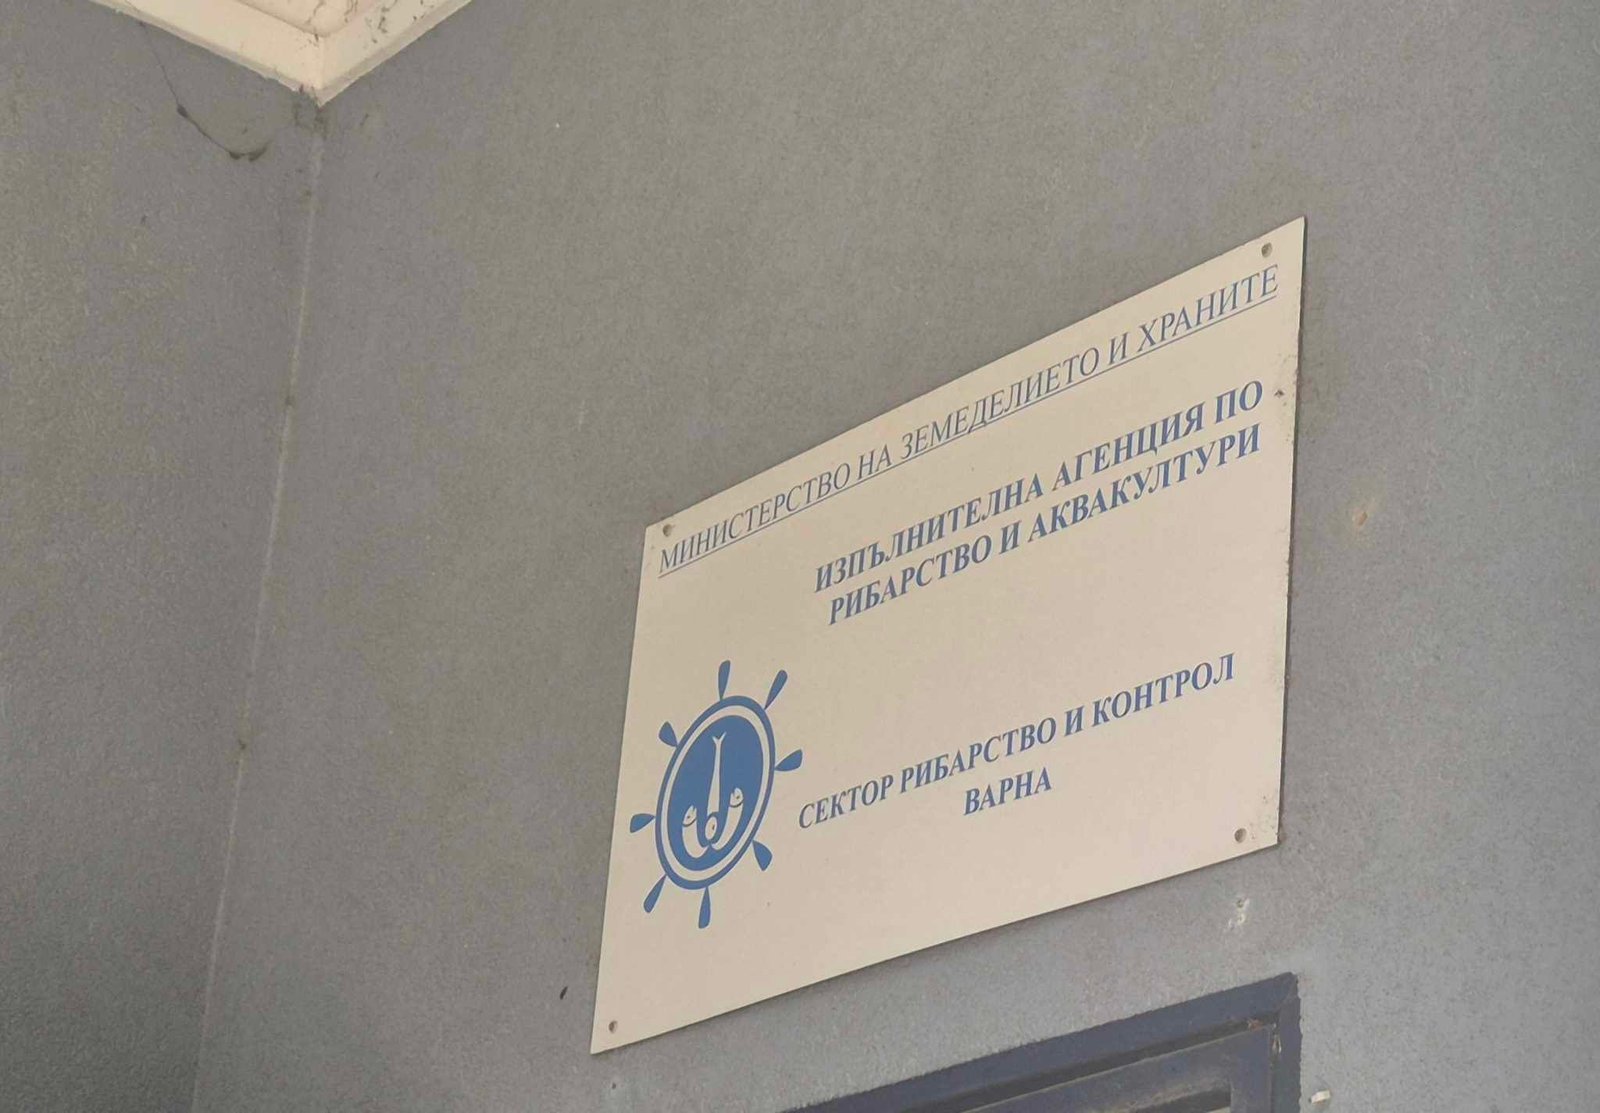 МИНИСТЕРСТВО НА ЗЕМЕДЕЛИЕТО И ХРАНИТЕ
ИЗПЪЛНИТЕЛНА АГЕНЦИЯ ПО
РИБАРСТВО И АКВАКУЛТУРИ
СЕКТОР РИБАРСТВО И КОНТРОЛ
ВАРНА